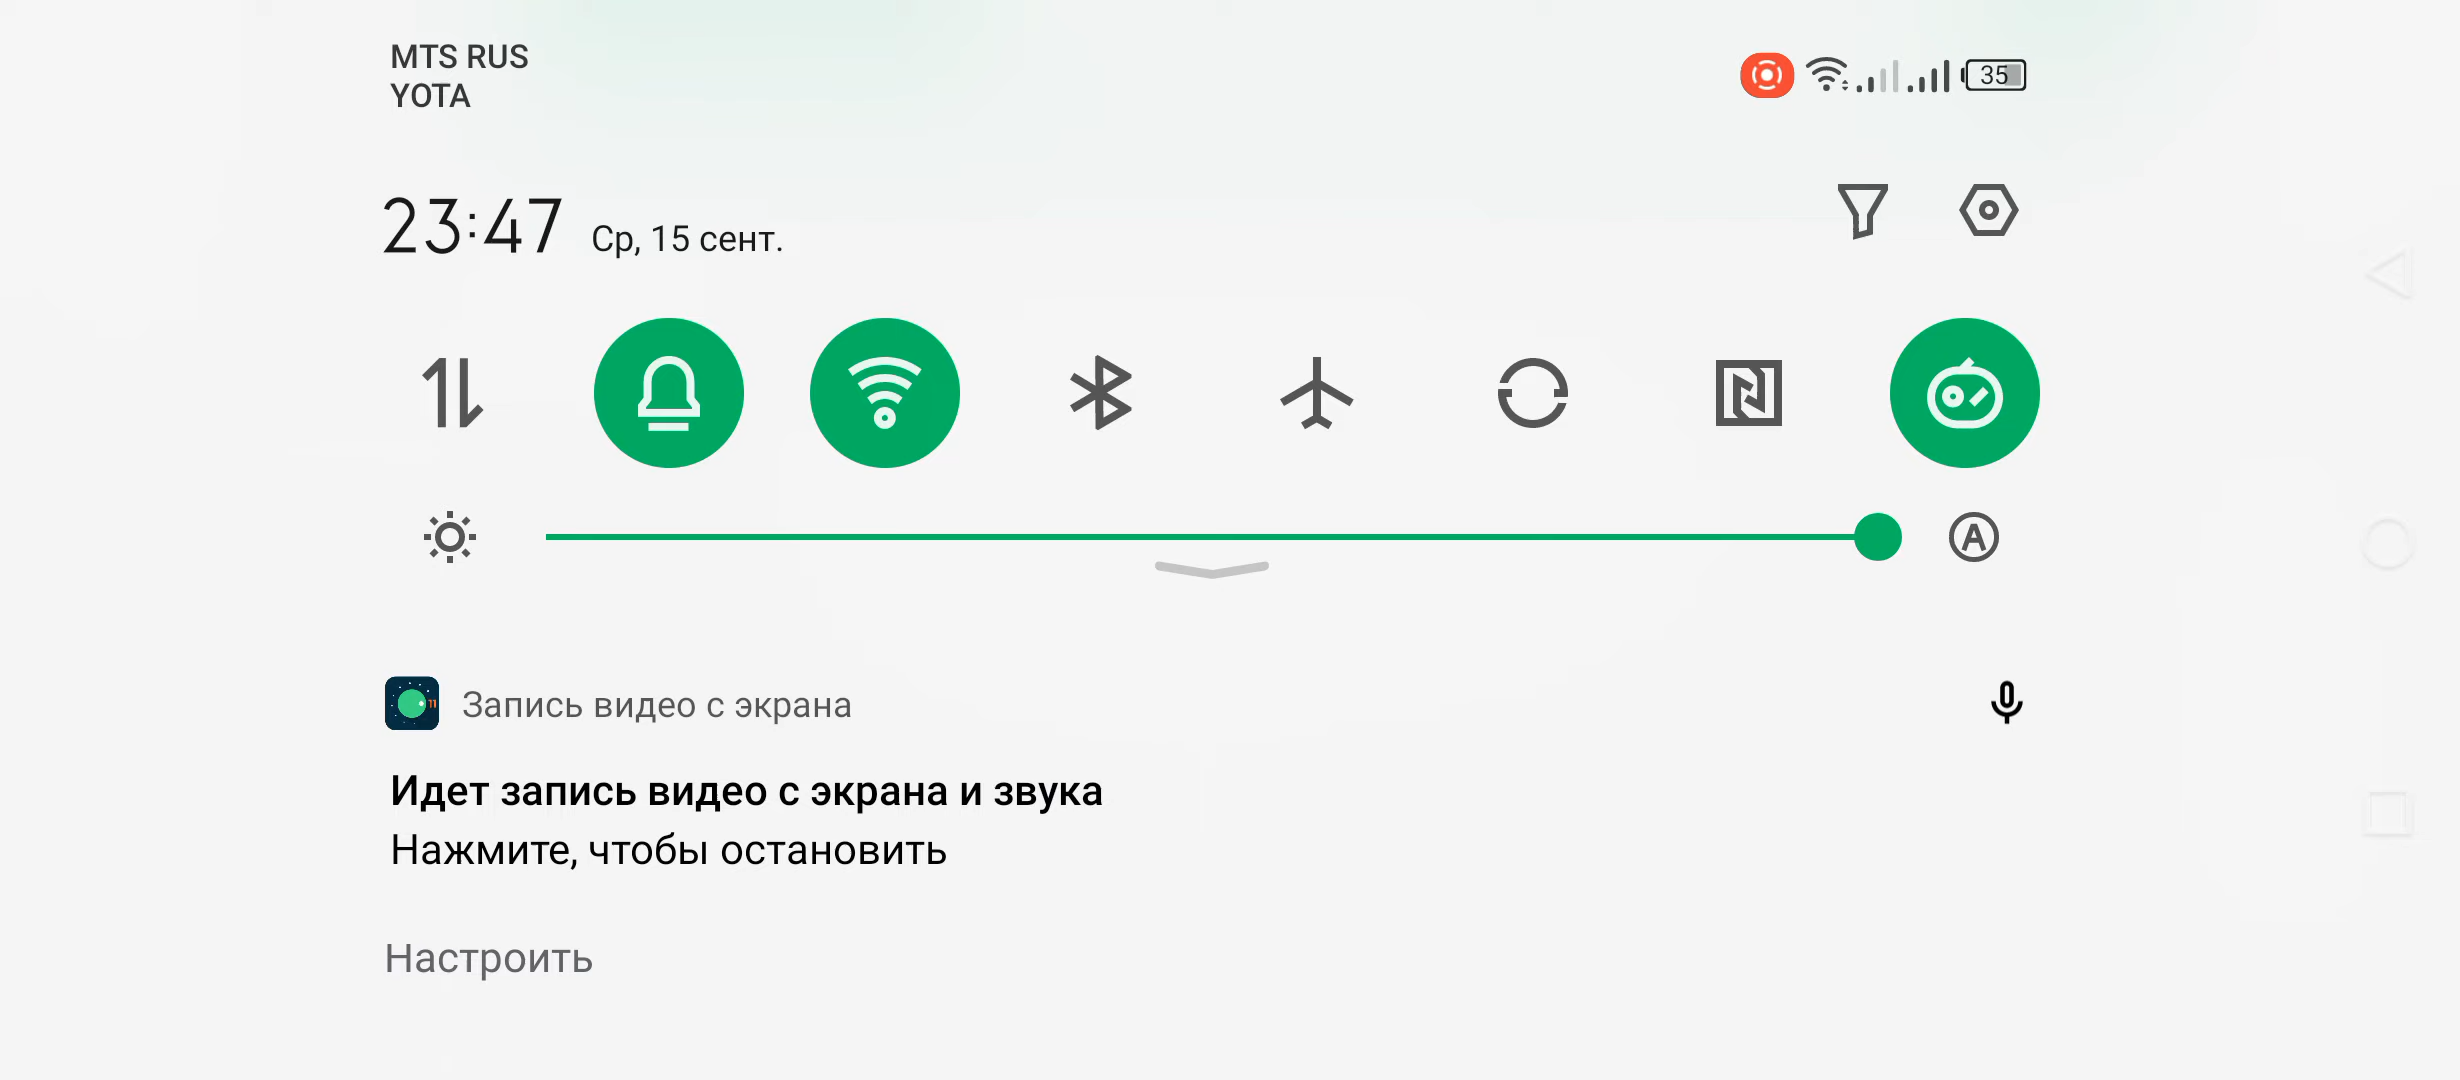 MTS RUS
YOTA
35
23:47 Ср, 15 сент.
A
11 Запись видео с экрана
Идет запись видео с экрана и звука
Нажмите, чтобы остановить
Настроить